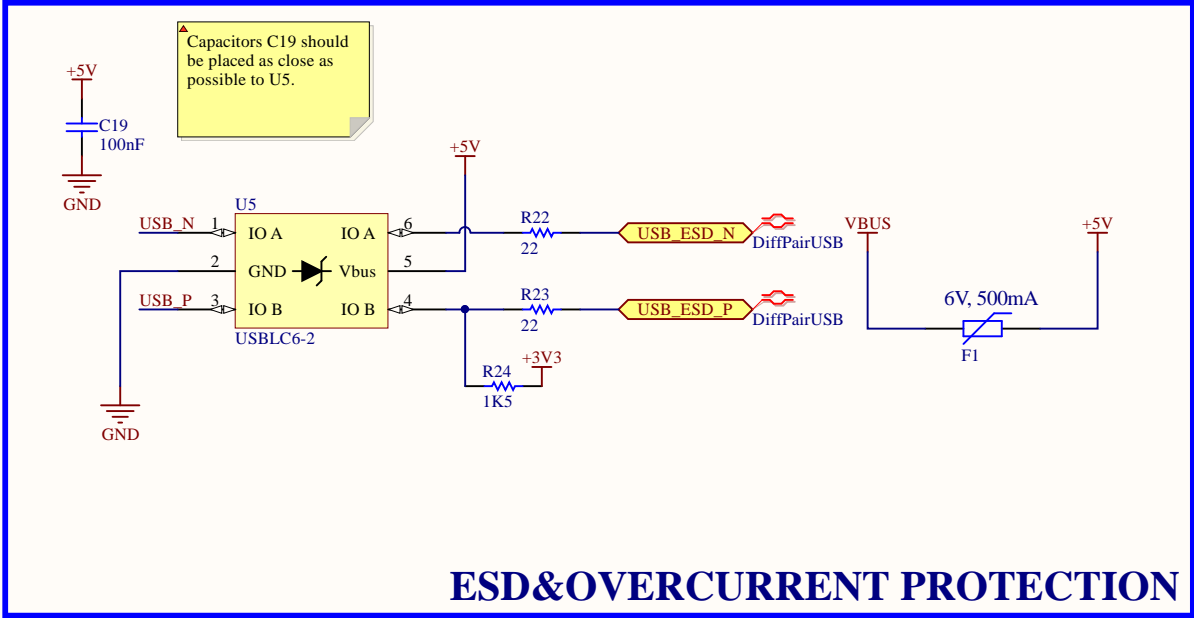 Capacitors C19 should
be placed as close as
possible to U5.
+5V
C19
100nF
GND
+5V
U5
USB_N 1 IO A IO A 6
R22
22
USB_ESD_N
DiffPairUSB
2 GND Vbus 5
USB_P 3 IO B IO B 4
R23
22
USB_ESD_P
DiffPairUSB
USBLC6-2
R24
1K5
+3V3
GND
VBUS
+5V
6V, 500mA
F1
ESD&OVERCURRENT PROTECTION